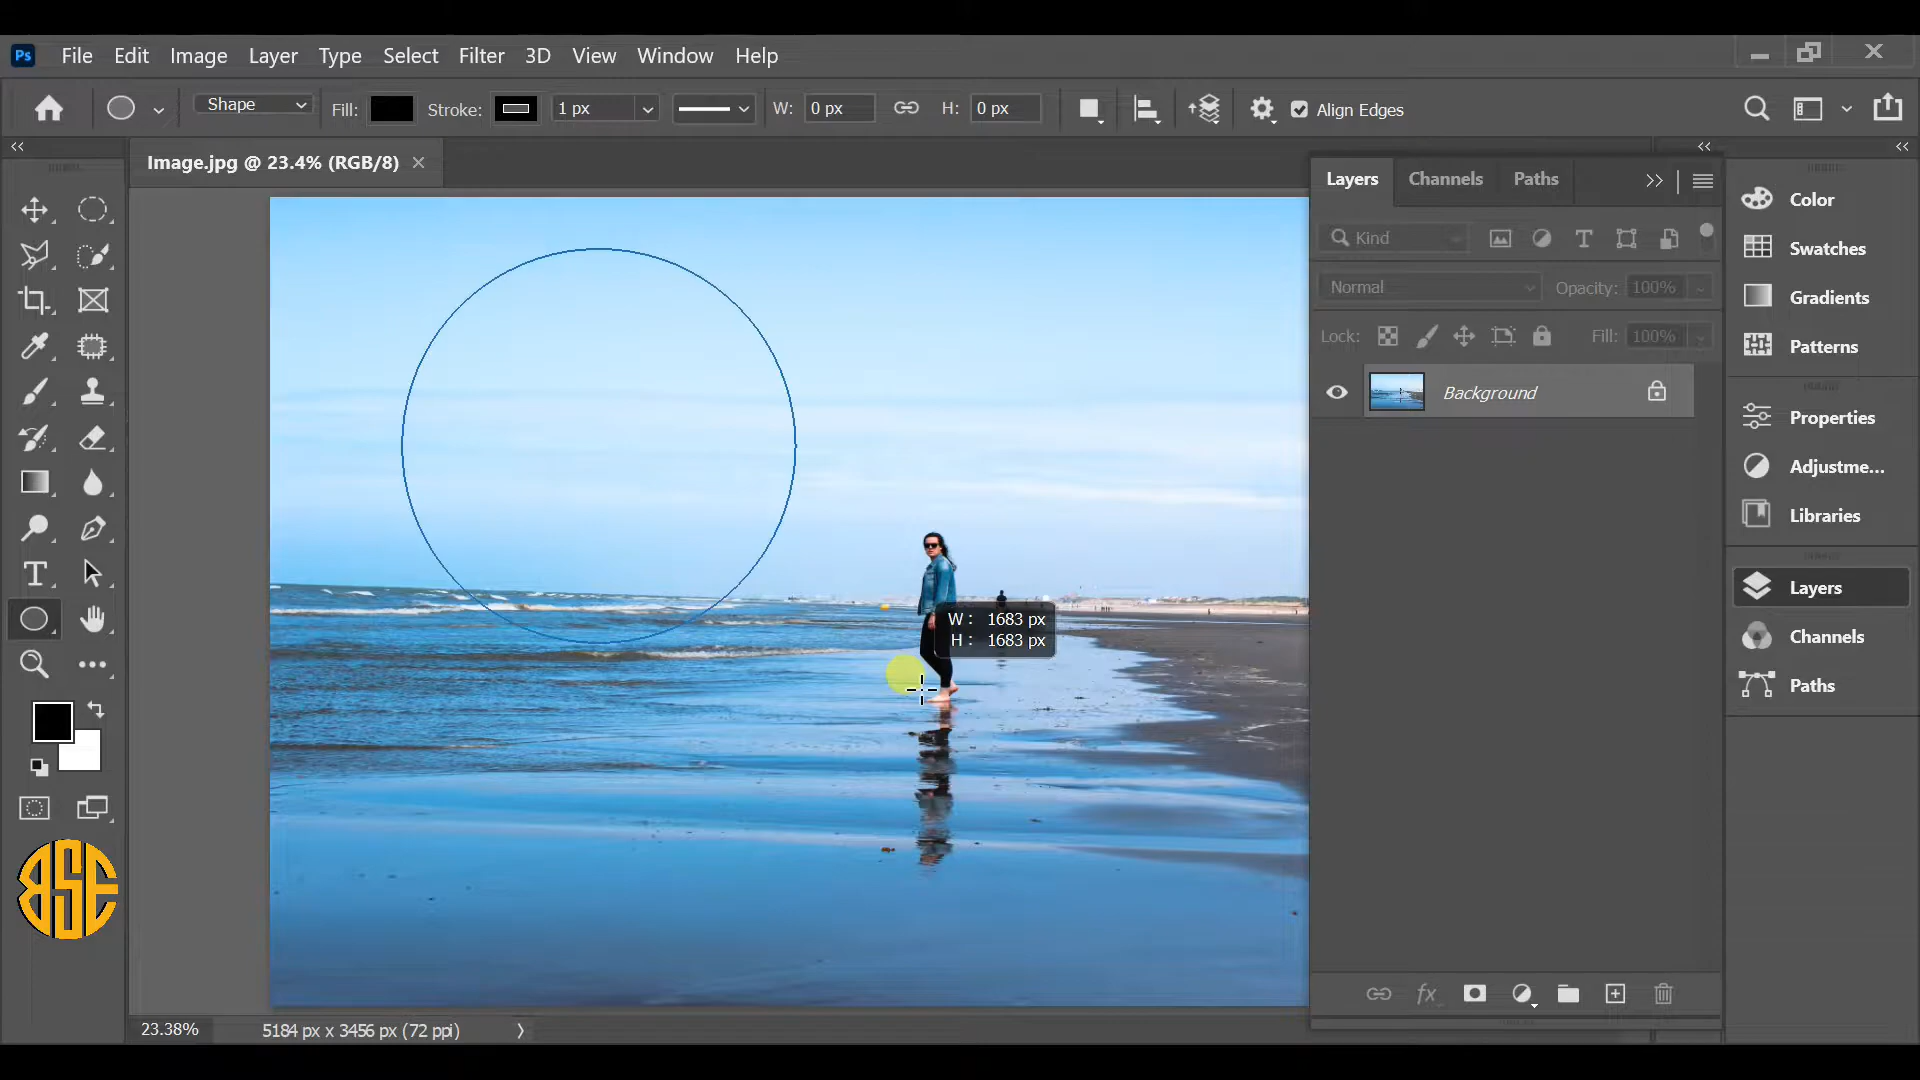 Ps File Edit Image Layer Type Select Filter 3D View Window Help
Shape Fill: Stroke: 1 px W: 0 px H: 0 px Align Edges
Image.jpg @ 23.4% (RGB/8)
Layers Channels Paths
Kind
Normal Opacity: 100%
Lock: Fill: 100%
Background
Color
Swatches
Gradients
Patterns
Properties
Adjustme...
Libraries
Layers
Channels
Paths
W : 1683 px
H : 1683 px
BSE
fx
23.38% 5184 px x 3456 px (72 ppi)